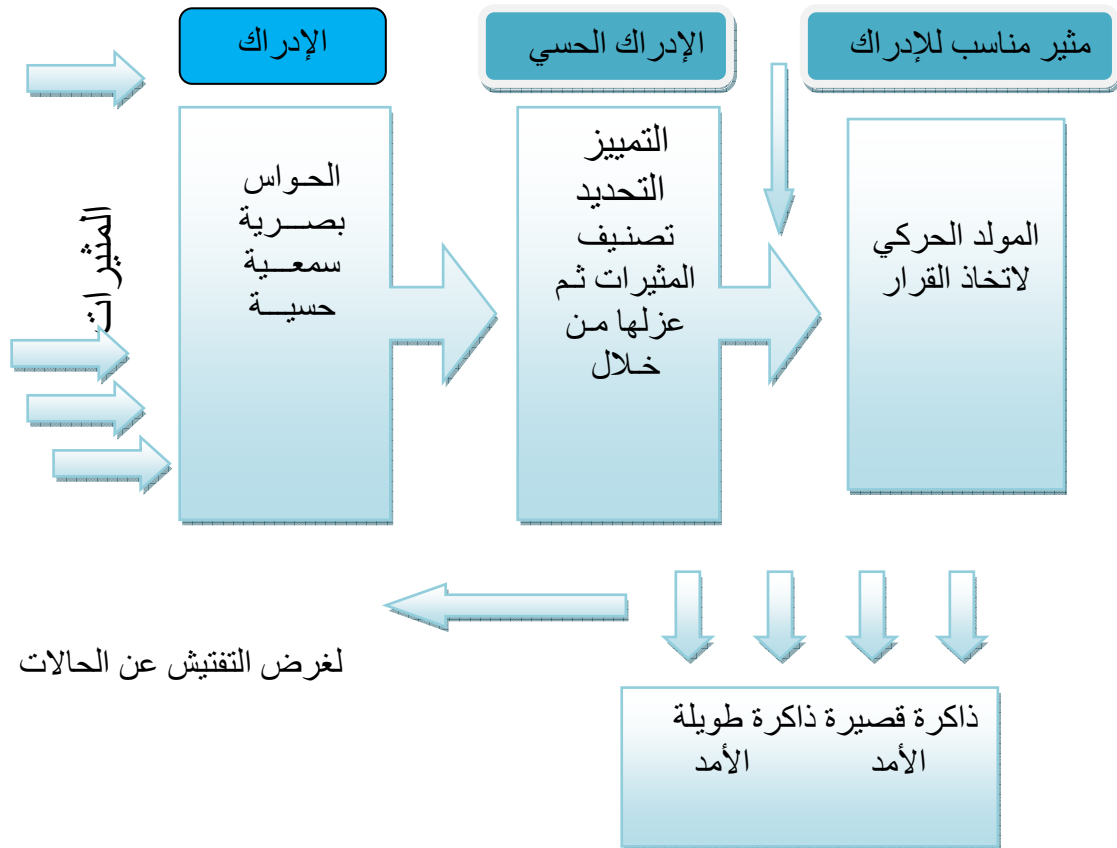 الإدراك
الإدراك الحسي
مثير مناسب للإدراك
المثيرات
الحواس
بصرية
سمعية
حسية
التمييز
التحديد
تصنيف
المثيرات ثم
عزلها من
خلال
المولد الحركي
لاتخاذ القرار
لغرض التفتيش عن الحالات
ذاكرة قصيرة ذاكرة طويلة
الأمد الأمد